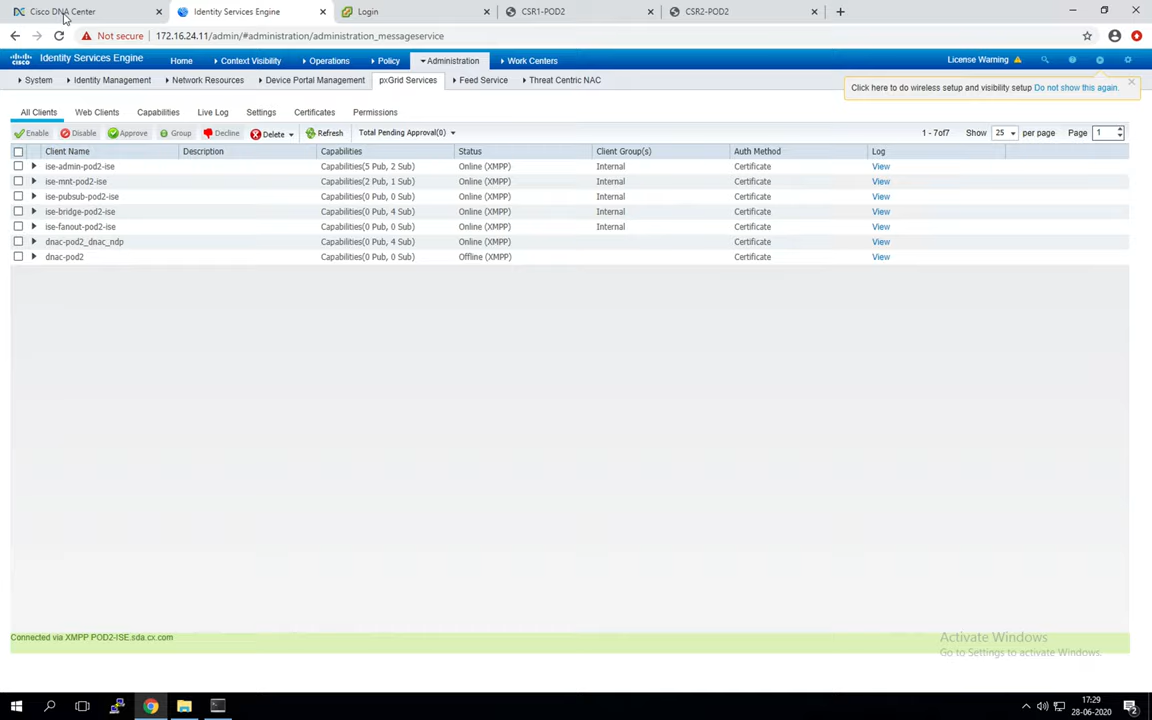 Cisco DNA Center
Identity Services Engine
Login
CSR1-POD2
CSR2-POD2
Not secure 172.16.24.11/admin/#administration/administration_messageservice
cisco Identity Services Engine Home Context Visibility Operations Policy Administration Work Centers License Warning
System Identity Management Network Resources Device Portal Management pxGrid Services Feed Service Threat Centric NAC
Click here to do wireless setup and visibility setup Do not show this again.
All Clients Web Clients Capabilities Live Log Settings Certificates Permissions
Enable Disable Approve Group Decline Delete Refresh Total Pending Approval(0) 1 - 7of7 Show 25 per page Page 1
Client Name Description Capabilities Status Client Group(s) Auth Method Log
ise-admin-pod2-ise Capabilities(5 Pub, 2 Sub) Online (XMPP) Internal Certificate View
ise-mnt-pod2-ise Capabilities(2 Pub, 1 Sub) Online (XMPP) Internal Certificate View
ise-pubsub-pod2-ise Capabilities(0 Pub, 0 Sub) Online (XMPP) Internal Certificate View
ise-bridge-pod2-ise Capabilities(0 Pub, 4 Sub) Online (XMPP) Internal Certificate View
ise-fanout-pod2-ise Capabilities(0 Pub, 0 Sub) Online (XMPP) Internal Certificate View
dnac-pod2_dnac_ndp Capabilities(0 Pub, 4 Sub) Online (XMPP) Certificate View
dnac-pod2 Capabilities(0 Pub, 0 Sub) Offline (XMPP) Certificate View
Connected via XMPP POD2-ISE.sda.cx.com
Activate Windows
Go to Settings to activate Windows.
17:29
28-06-2020
2